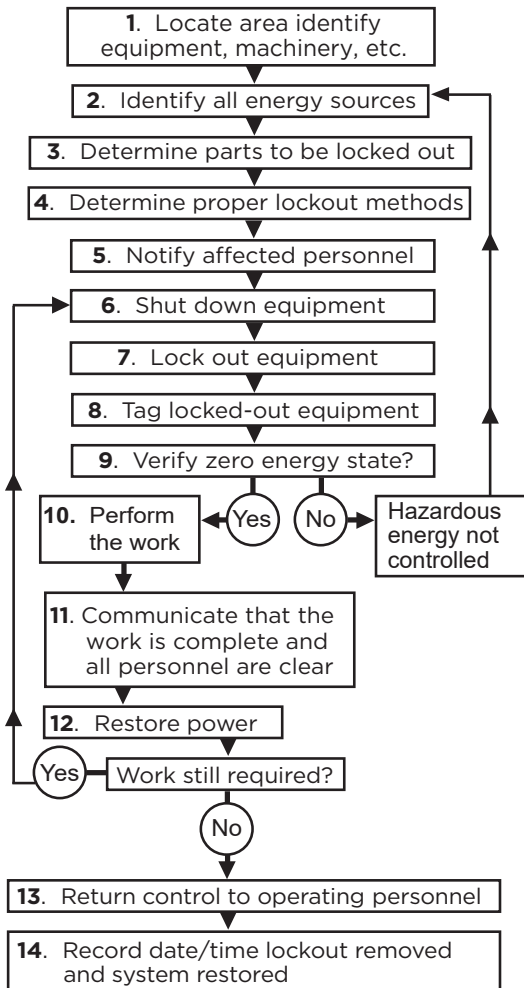 1. Locate area identify
equipment, machinery, etc.
2. Identify all energy sources
3. Determine parts to be locked out
4. Determine proper lockout methods
5. Notify affected personnel
6. Shut down equipment
7. Lock out equipment
8. Tag locked-out equipment
9. Verify zero energy state?
Yes
No
10. Perform
the work
Hazardous
energy not
controlled
11. Communicate that the
work is complete and
all personnel are clear
12. Restore power
Work still required?
Yes
No
13. Return control to operating personnel
14. Record date/time lockout removed
and system restored